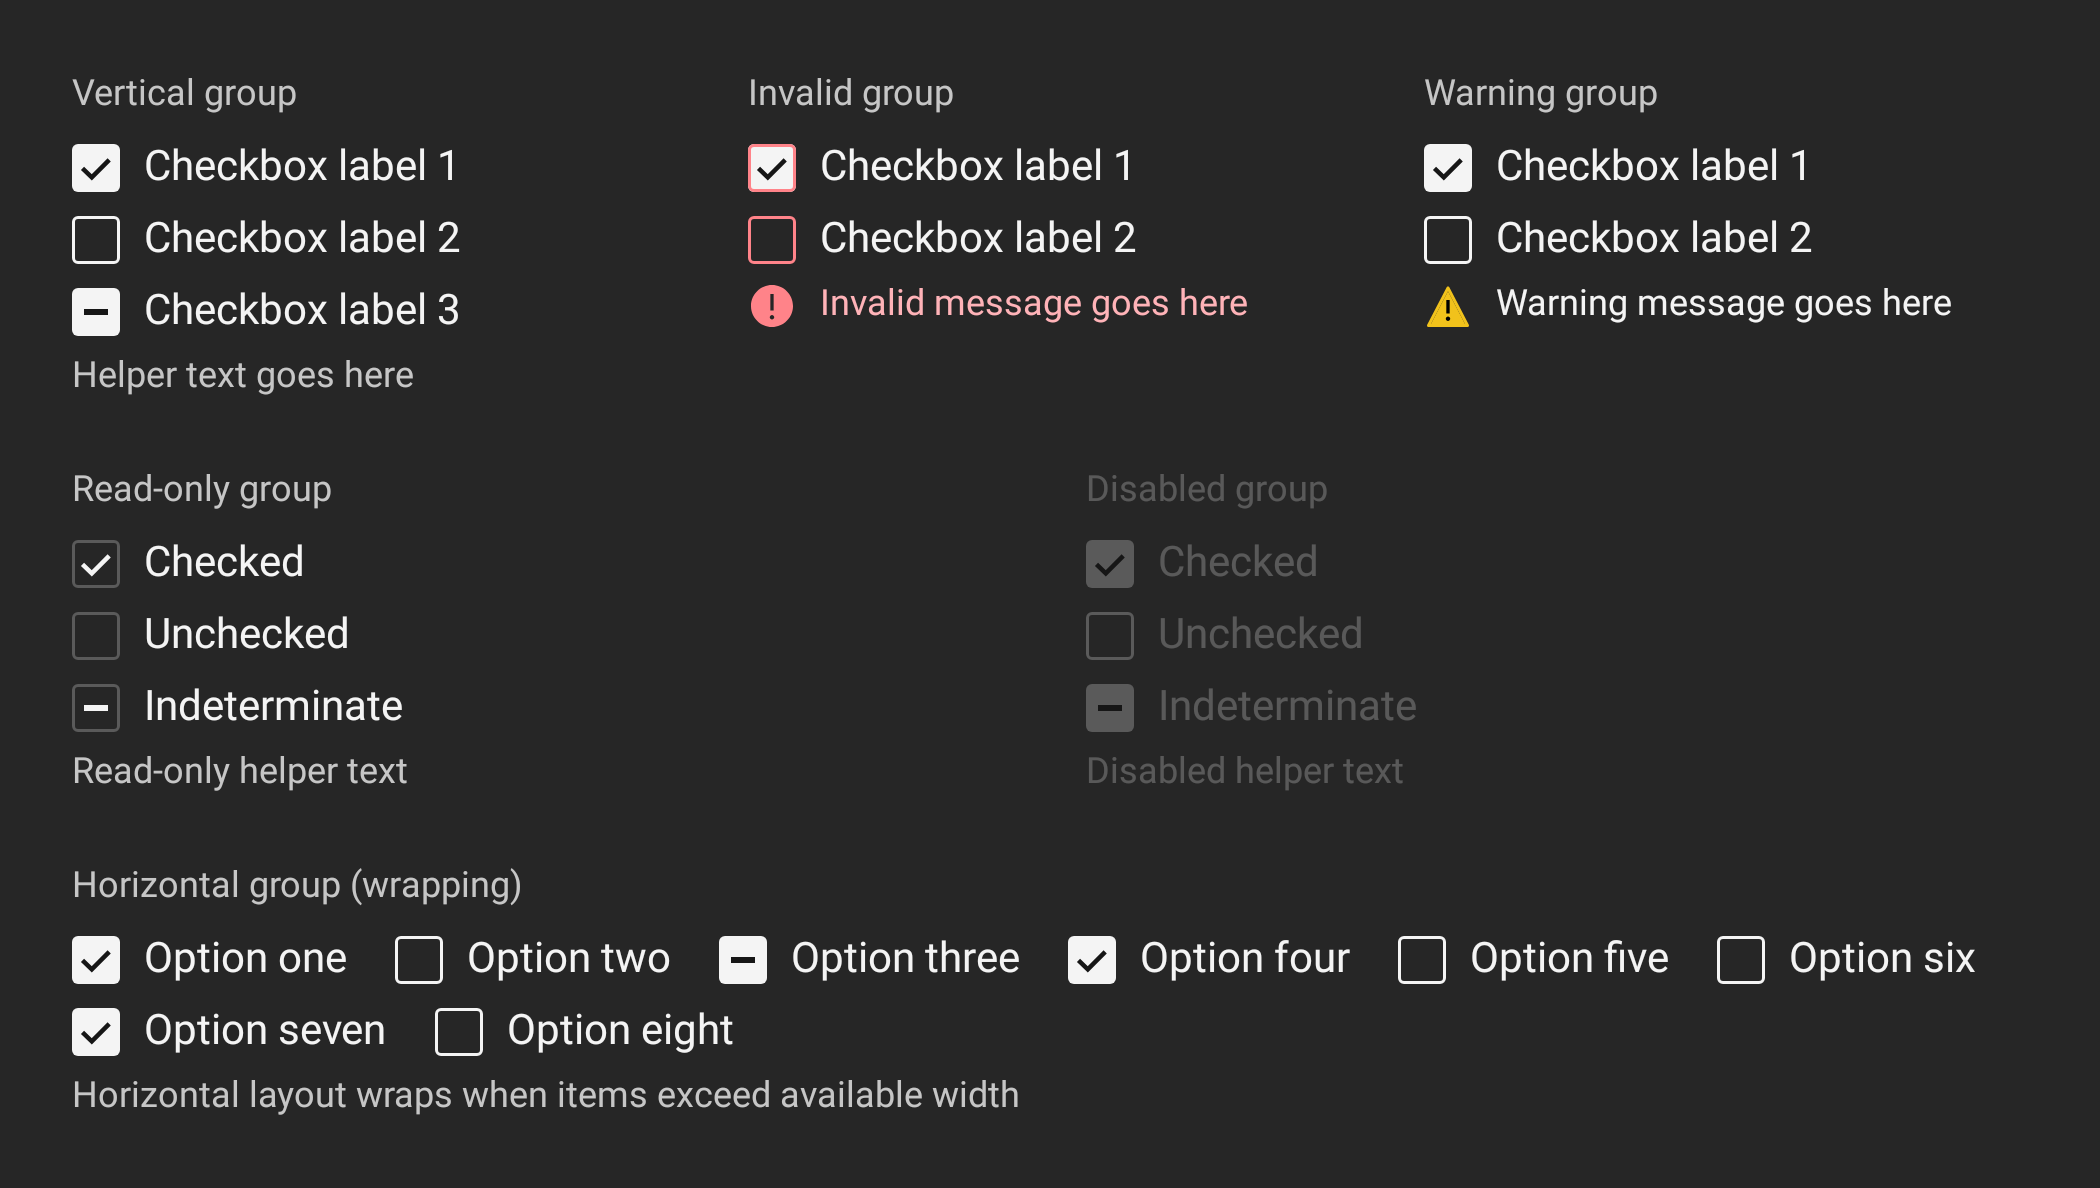 Vertical group
Checkbox label 1
Checkbox label 2
Checkbox label 3
Helper text goes here
Invalid group
Checkbox label 1
Checkbox label 2
Invalid message goes here
Warning group
Checkbox label 1
Checkbox label 2
Warning message goes here
Read-only group
Checked
Unchecked
Indeterminate
Read-only helper text
Disabled group
Checked
Unchecked
Indeterminate
Disabled helper text
Horizontal group (wrapping)
Option one Option two Option three Option four Option five Option six
Option seven Option eight
Horizontal layout wraps when items exceed available width